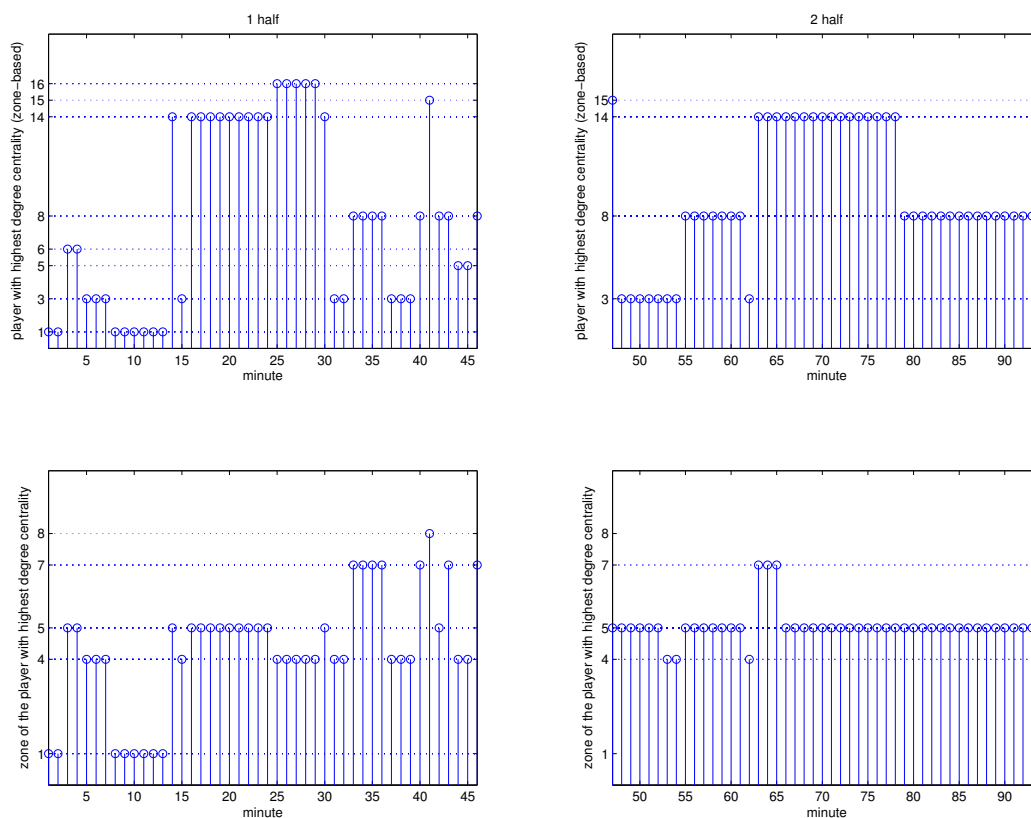 1 half
player with highest degree centrality (zone−based)
16
15
14
8
6
5
3
1
5 10 15 20 25 30 35 40 45
minute
2 half
player with highest degree centrality (zone−based)
15
14
8
3
50 55 60 65 70 75 80 85 90
minute
zone of the player with highest degree centrality
8
7
5
4
1
5 10 15 20 25 30 35 40 45
minute
zone of the player with highest degree centrality
8
7
5
4
1
50 55 60 65 70 75 80 85 90
minute